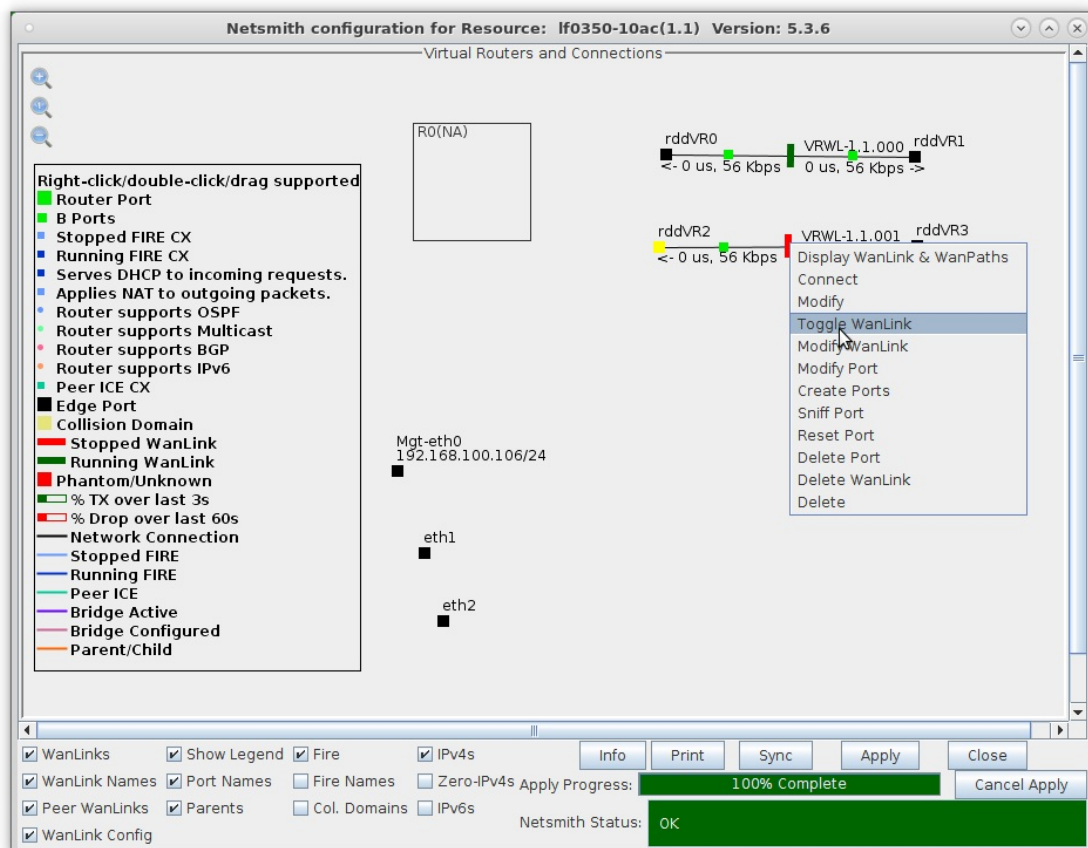 Netsmith configuration for Resource: lf0350-10ac(1.1) Version: 5.3.6
Virtual Routers and Connections
R0(NA)
rddVR0
VRWL-1.1.000
rddVR1
<- 0 us, 56 Kbps
0 us, 56 Kbps ->
rddVR2
VRWL-1.1.001
rddVR3
<- 0 us, 56 Kbps
Display WanLink & WanPaths
Connect
Modify
Toggle WanLink
Modify WanLink
Modify Port
Create Ports
Sniff Port
Reset Port
Delete Port
Delete WanLink
Delete
Right-click/double-click/drag supported
Router Port
B Ports
Stopped FIRE CX
Running FIRE CX
Serves DHCP to incoming requests.
Applies NAT to outgoing packets.
Router supports OSPF
Router supports Multicast
Router supports BGP
Router supports IPv6
Peer ICE CX
Edge Port
Collision Domain
Stopped WanLink
Running WanLink
Phantom/Unknown
% TX over last 3s
% Drop over last 60s
Network Connection
Stopped FIRE
Running FIRE
Peer ICE
Bridge Active
Bridge Configured
Parent/Child
Mgt-eth0
192.168.100.106/24
eth1
eth2
WanLinks Show Legend Fire IPv4s Info Print Sync Apply Close
WanLink Names Port Names Fire Names Zero-IPv4s Apply Progress: 100% Complete Cancel Apply
Peer WanLinks Parents Col. Domains IPv6s
WanLink Config
Netsmith Status: OK